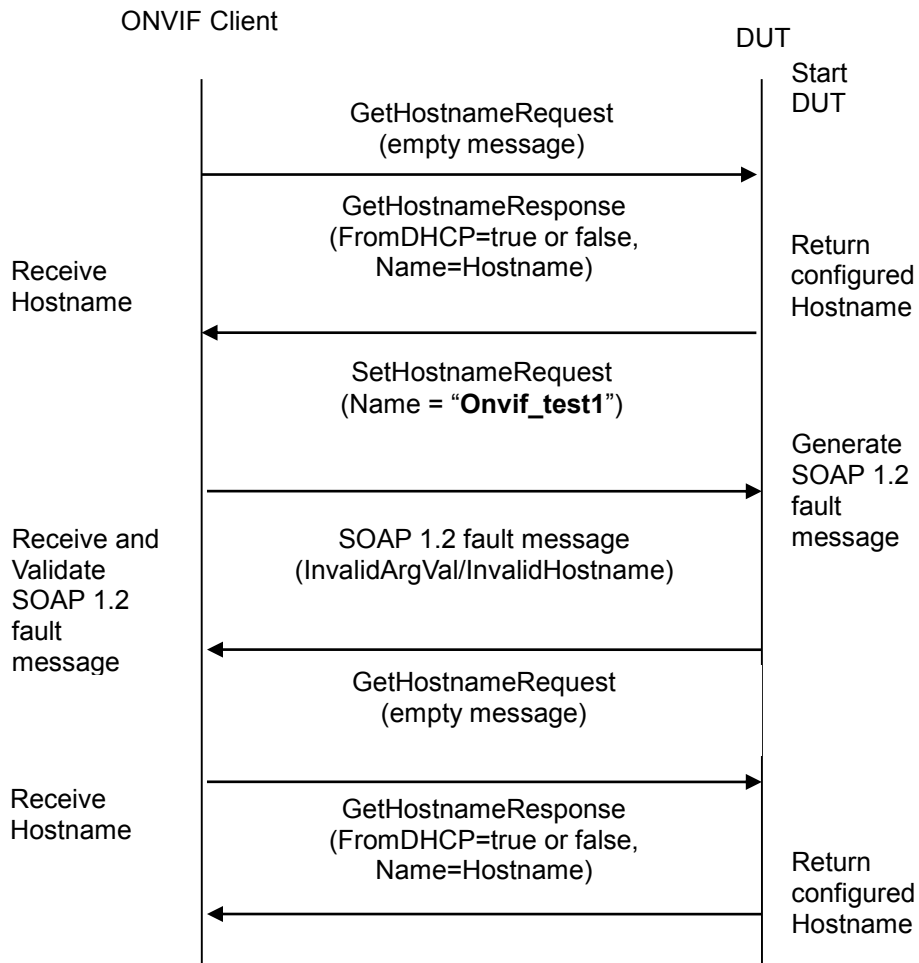 ONVIF Client
DUT
Start
DUT
GetHostnameRequest
(empty message)
GetHostnameResponse
(FromDHCP=true or false,
Name=Hostname)
Receive
Hostname
Return
configured
Hostname
SetHostnameRequest
(Name = “Onvif_test1”)
Generate
SOAP 1.2
fault
message
Receive and
Validate
SOAP 1.2
fault
message
SOAP 1.2 fault message
(InvalidArgVal/InvalidHostname)
GetHostnameRequest
(empty message)
Receive
Hostname
GetHostnameResponse
(FromDHCP=true or false,
Name=Hostname)
Return
configured
Hostname